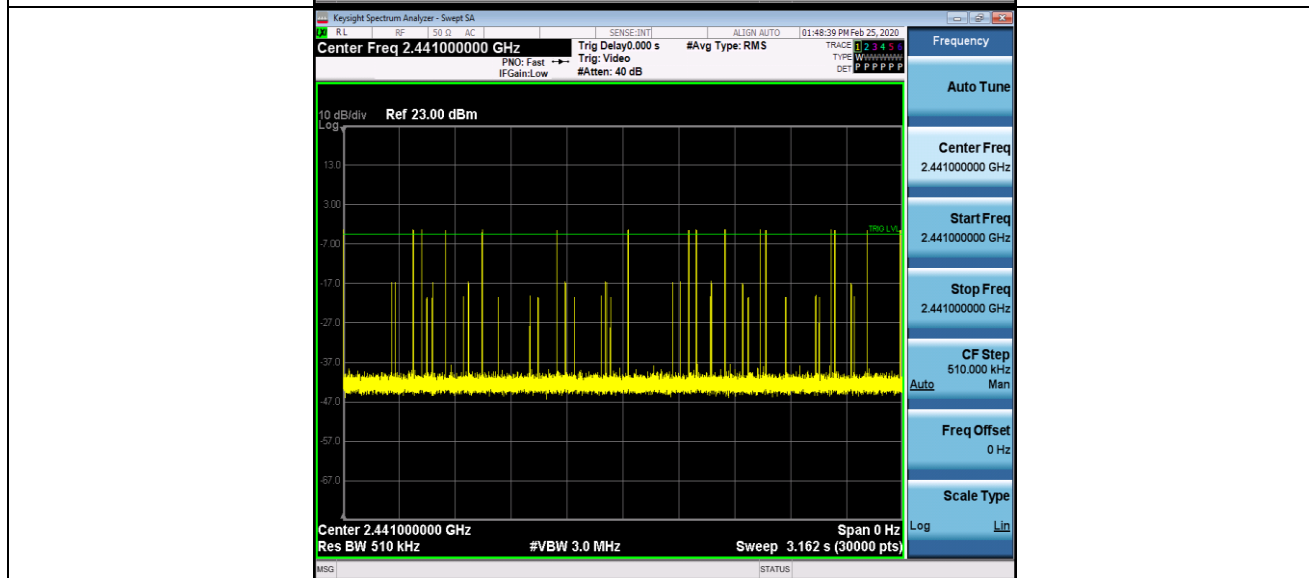 Keysight Spectrum Analyzer - Swept SA
RL RF 50 Ω AC SENSE:INT ALIGN AUTO 01:48:39 PM Feb 25, 2020
Center Freq 2.441000000 GHz
PNO: Fast
IFGain:Low
Trig Delay0.000 s
Trig: Video
#Atten: 40 dB
#Avg Type: RMS
TRACE 1 2 3 4 5 6
TYPE WWWWWW
DET P P P P P P
10 dB/div Ref 23.00 dBm
Log
13.0
3.00
TRIG LVL
-7.00
-17.0
-27.0
-37.0
-47.0
-57.0
-67.0
Center 2.441000000 GHz Span 0 Hz
Res BW 510 kHz #VBW 3.0 MHz Sweep 3.162 s (30000 pts)
MSG STATUS
Frequency
Auto Tune
Center Freq
2.441000000 GHz
Start Freq
2.441000000 GHz
Stop Freq
2.441000000 GHz
CF Step
510.000 kHz
Auto Man
Freq Offset
0 Hz
Scale Type
Log Lin